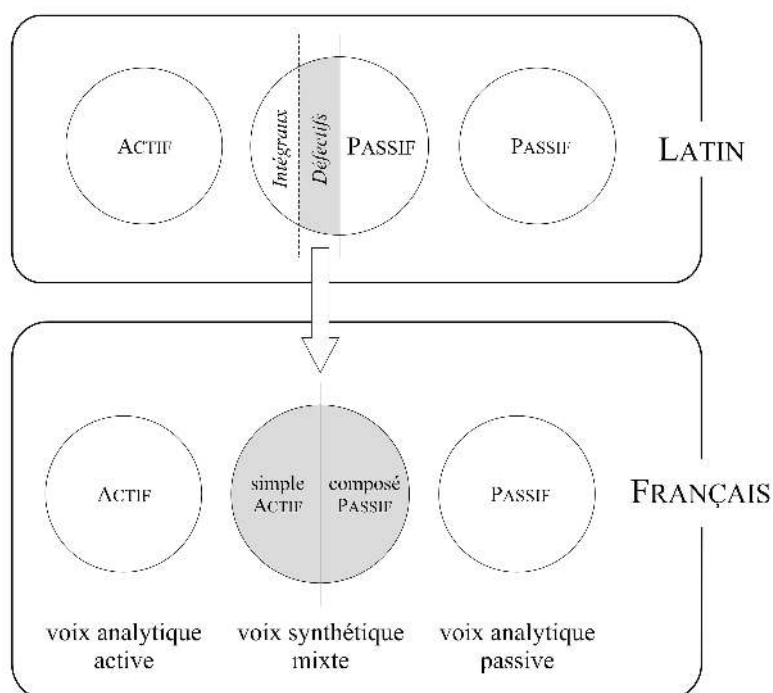 ACTIF
Intégraux
Défectifs
PASSIF
PASSIF
LATIN
ACTIF
simple
ACTIF
composé
PASSIF
PASSIF
FRANÇAIS
voix analytique
active
voix synthétique
mixte
voix analytique
passive